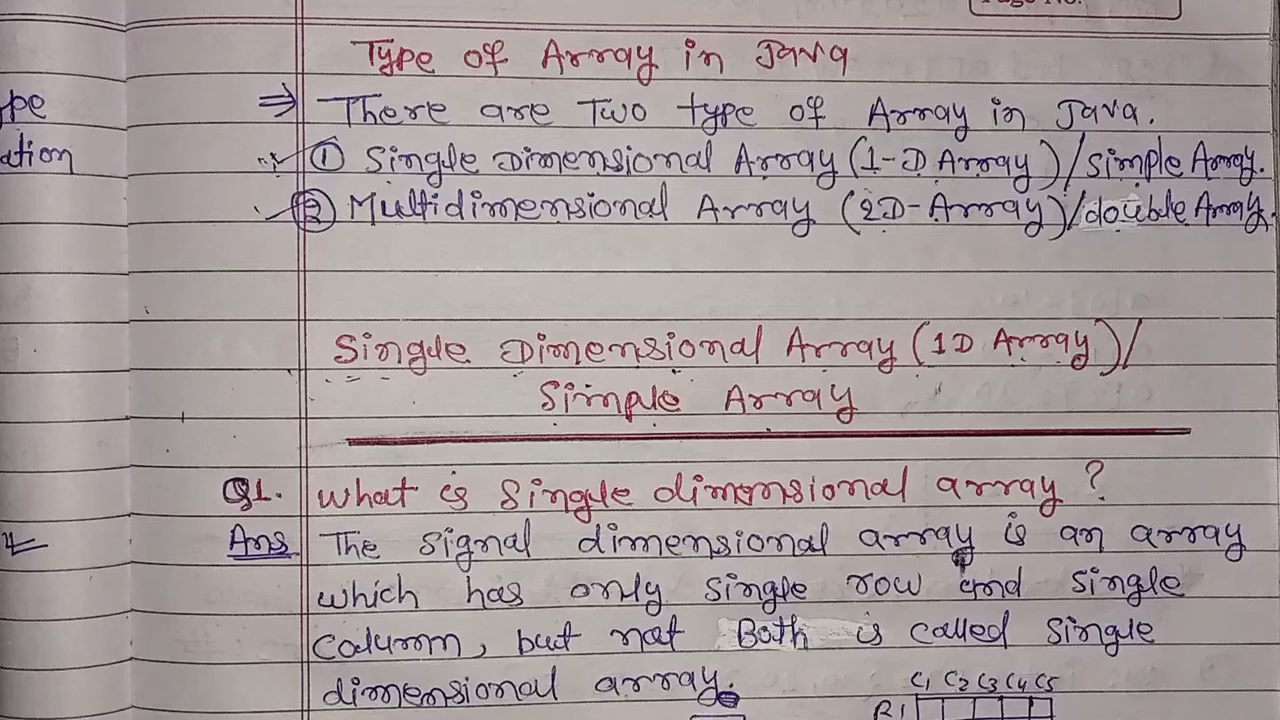 Page No.
Type of Array in Java
pe
⇒ There are Two type of Array in Java.
ation
① Single Dimensional Array (1-D Array)/simple Array.
② Multidimensional Array (2D-Array)/double Array.
Single Dimensional Array (1D Array)/
Simple Array
Q1. What is Single dimensional array?
Ans The signal dimensional array is an array
which has only single row and single
column, but not Both is called single
dimensional array.
C1 C2 C3 C4 C5
R1